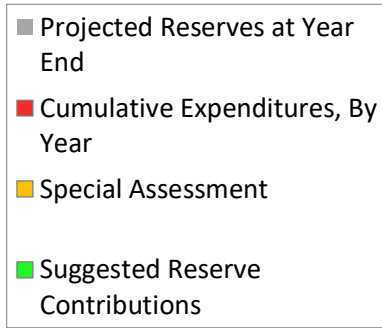 Projected Reserves at Year
End
Cumulative Expenditures, By
Year
Special Assessment
Suggested Reserve
Contributions